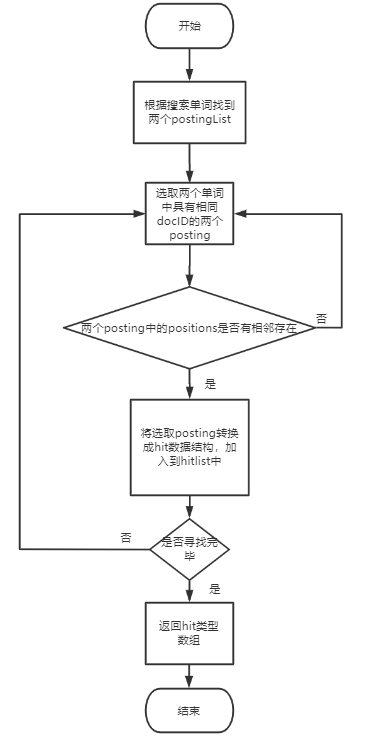 开始
根据搜索单词找到
两个postingList
选取两个单词
中具有相同
docID的两个
posting
两个posting中的positions是否有相邻存在
否
是
将选取posting转换
成hit数据结构，加
入到hitlist中
是否寻找完
毕
否
是
返回hit类型
数组
结束